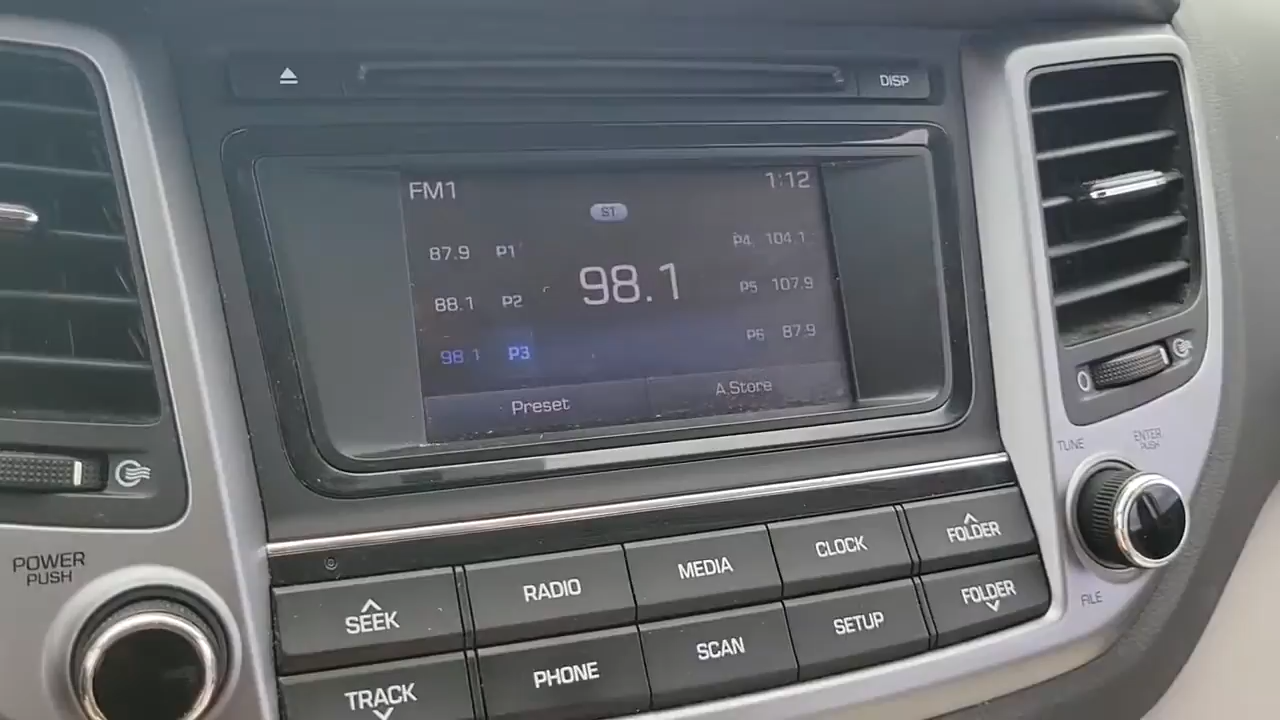 DISP
FM1
1:12
ST
87.9 P1
P4 104.1
98.1
88.1 P2
P5 107.9
98.1 P3
P6 87.9
Preset
A.Store
TUNE
ENTER
PUSH
FILE
POWER
PUSH
SEEK
RADIO
MEDIA
CLOCK
FOLDER
TRACK
PHONE
SCAN
SETUP
FOLDER
0